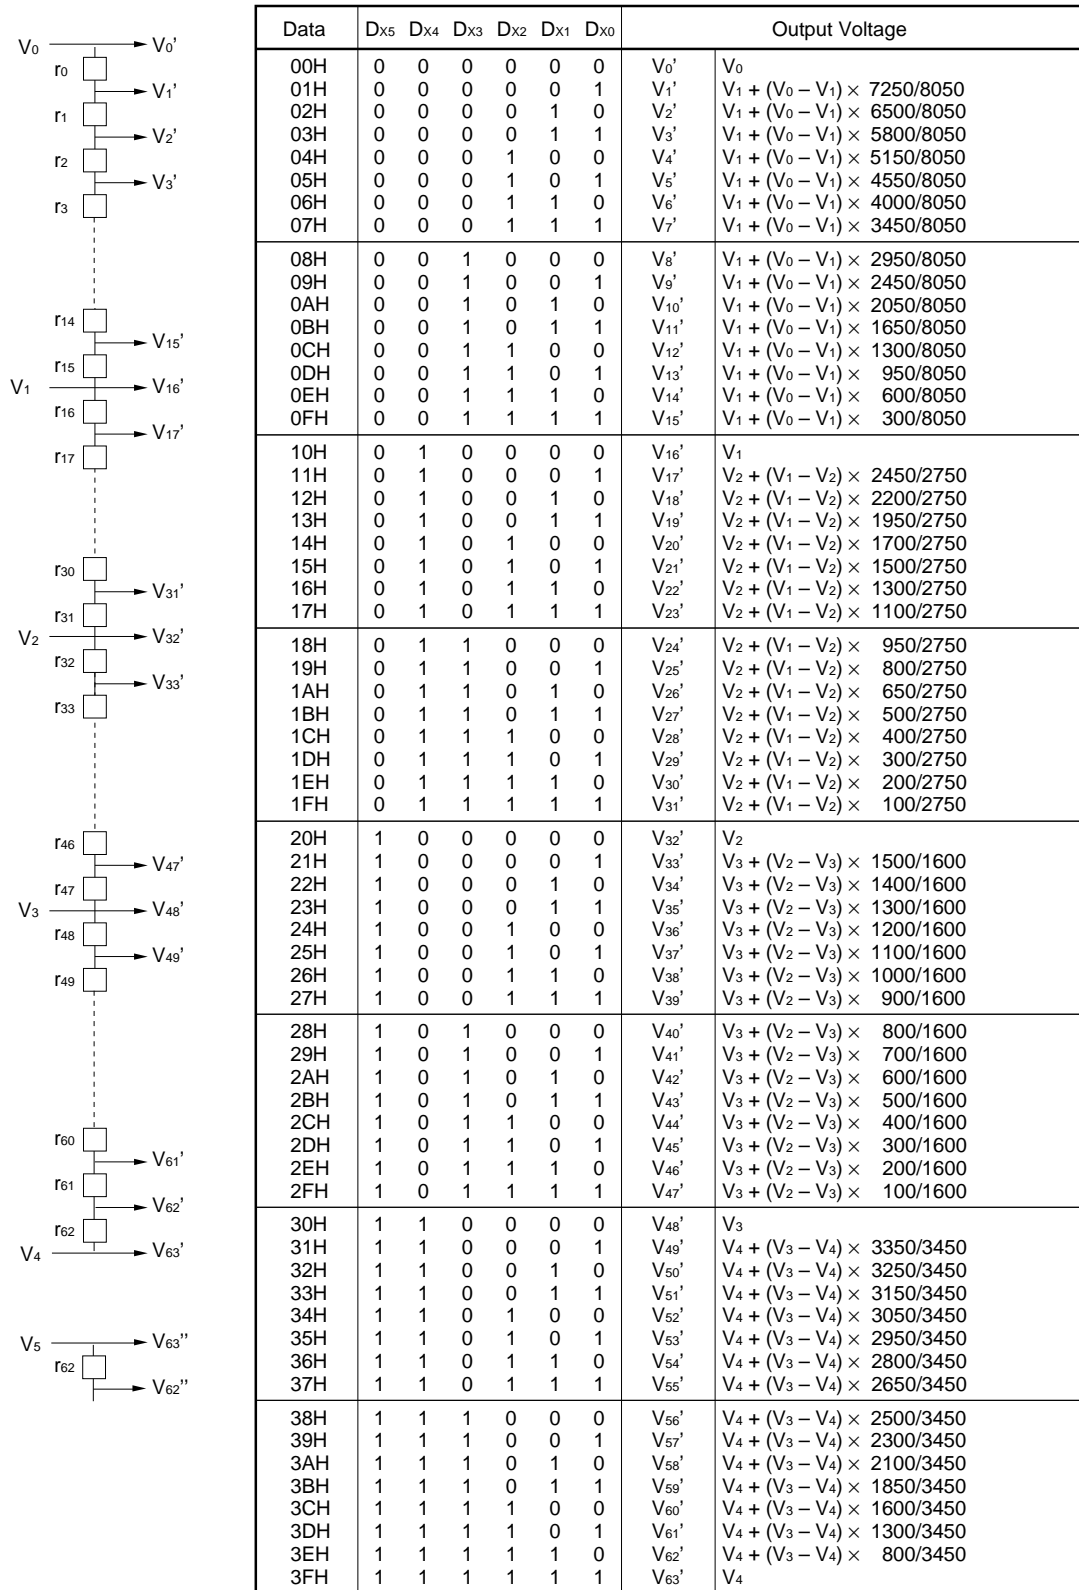 V0 V0’
r0
V1’
r1
V2’
r2
V3’
r3
r14
V15’
r15
V1 V16’
r16
V17’
r17
r30
V31’
r31
V2 V32’
r32
V33’
r33
r46
V47’
r47
V3 V48’
r48
V49’
r49
r60
V61’
r61
V62’
r62
V4 V63’
V5 V63’’
r62
V62’’
Data DX5 DX4 DX3 DX2 DX1 DX0 Output Voltage
00H 0 0 0 0 0 0 V0’ V0
01H 0 0 0 0 0 1 V1’ V1 + (V0 – V1) × 7250/8050
02H 0 0 0 0 1 0 V2’ V1 + (V0 – V1) × 6500/8050
03H 0 0 0 0 1 1 V3’ V1 + (V0 – V1) × 5800/8050
04H 0 0 0 1 0 0 V4’ V1 + (V0 – V1) × 5150/8050
05H 0 0 0 1 0 1 V5’ V1 + (V0 – V1) × 4550/8050
06H 0 0 0 1 1 0 V6’ V1 + (V0 – V1) × 4000/8050
07H 0 0 0 1 1 1 V7’ V1 + (V0 – V1) × 3450/8050
08H 0 0 1 0 0 0 V8’ V1 + (V0 – V1) × 2950/8050
09H 0 0 1 0 0 1 V9’ V1 + (V0 – V1) × 2450/8050
0AH 0 0 1 0 1 0 V10’ V1 + (V0 – V1) × 2050/8050
0BH 0 0 1 0 1 1 V11’ V1 + (V0 – V1) × 1650/8050
0CH 0 0 1 1 0 0 V12’ V1 + (V0 – V1) × 1300/8050
0DH 0 0 1 1 0 1 V13’ V1 + (V0 – V1) × 950/8050
0EH 0 0 1 1 1 0 V14’ V1 + (V0 – V1) × 600/8050
0FH 0 0 1 1 1 1 V15’ V1 + (V0 – V1) × 300/8050
10H 0 1 0 0 0 0 V16’ V1
11H 0 1 0 0 0 1 V17’ V2 + (V1 – V2) × 2450/2750
12H 0 1 0 0 1 0 V18’ V2 + (V1 – V2) × 2200/2750
13H 0 1 0 0 1 1 V19’ V2 + (V1 – V2) × 1950/2750
14H 0 1 0 1 0 0 V20’ V2 + (V1 – V2) × 1700/2750
15H 0 1 0 1 0 1 V21’ V2 + (V1 – V2) × 1500/2750
16H 0 1 0 1 1 0 V22’ V2 + (V1 – V2) × 1300/2750
17H 0 1 0 1 1 1 V23’ V2 + (V1 – V2) × 1100/2750
18H 0 1 1 0 0 0 V24’ V2 + (V1 – V2) × 950/2750
19H 0 1 1 0 0 1 V25’ V2 + (V1 – V2) × 800/2750
1AH 0 1 1 0 1 0 V26’ V2 + (V1 – V2) × 650/2750
1BH 0 1 1 0 1 1 V27’ V2 + (V1 – V2) × 500/2750
1CH 0 1 1 1 0 0 V28’ V2 + (V1 – V2) × 400/2750
1DH 0 1 1 1 0 1 V29’ V2 + (V1 – V2) × 300/2750
1EH 0 1 1 1 1 0 V30’ V2 + (V1 – V2) × 200/2750
1FH 0 1 1 1 1 1 V31’ V2 + (V1 – V2) × 100/2750
20H 1 0 0 0 0 0 V32’ V2
21H 1 0 0 0 0 1 V33’ V3 + (V2 – V3) × 1500/1600
22H 1 0 0 0 1 0 V34’ V3 + (V2 – V3) × 1400/1600
23H 1 0 0 0 1 1 V35’ V3 + (V2 – V3) × 1300/1600
24H 1 0 0 1 0 0 V36’ V3 + (V2 – V3) × 1200/1600
25H 1 0 0 1 0 1 V37’ V3 + (V2 – V3) × 1100/1600
26H 1 0 0 1 1 0 V38’ V3 + (V2 – V3) × 1000/1600
27H 1 0 0 1 1 1 V39’ V3 + (V2 – V3) × 900/1600
28H 1 0 1 0 0 0 V40’ V3 + (V2 – V3) × 800/1600
29H 1 0 1 0 0 1 V41’ V3 + (V2 – V3) × 700/1600
2AH 1 0 1 0 1 0 V42’ V3 + (V2 – V3) × 600/1600
2BH 1 0 1 0 1 1 V43’ V3 + (V2 – V3) × 500/1600
2CH 1 0 1 1 0 0 V44’ V3 + (V2 – V3) × 400/1600
2DH 1 0 1 1 0 1 V45’ V3 + (V2 – V3) × 300/1600
2EH 1 0 1 1 1 0 V46’ V3 + (V2 – V3) × 200/1600
2FH 1 0 1 1 1 1 V47’ V3 + (V2 – V3) × 100/1600
30H 1 1 0 0 0 0 V48’ V3
31H 1 1 0 0 0 1 V49’ V4 + (V3 – V4) × 3350/3450
32H 1 1 0 0 1 0 V50’ V4 + (V3 – V4) × 3250/3450
33H 1 1 0 0 1 1 V51’ V4 + (V3 – V4) × 3150/3450
34H 1 1 0 1 0 0 V52’ V4 + (V3 – V4) × 3050/3450
35H 1 1 0 1 0 1 V53’ V4 + (V3 – V4) × 2950/3450
36H 1 1 0 1 1 0 V54’ V4 + (V3 – V4) × 2800/3450
37H 1 1 0 1 1 1 V55’ V4 + (V3 – V4) × 2650/3450
38H 1 1 1 0 0 0 V56’ V4 + (V3 – V4) × 2500/3450
39H 1 1 1 0 0 1 V57’ V4 + (V3 – V4) × 2300/3450
3AH 1 1 1 0 1 0 V58’ V4 + (V3 – V4) × 2100/3450
3BH 1 1 1 0 1 1 V59’ V4 + (V3 – V4) × 1850/3450
3CH 1 1 1 1 0 0 V60’ V4 + (V3 – V4) × 1600/3450
3DH 1 1 1 1 0 1 V61’ V4 + (V3 – V4) × 1300/3450
3EH 1 1 1 1 1 0 V62’ V4 + (V3 – V4) × 800/3450
3FH 1 1 1 1 1 1 V63’ V4